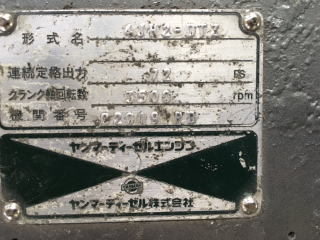 形式名
連続定格出力 72 PS
クランク軸回転数 rpm
機関番号
ヤンマーディーゼルエンジン
ヤンマーディーゼル株式会社